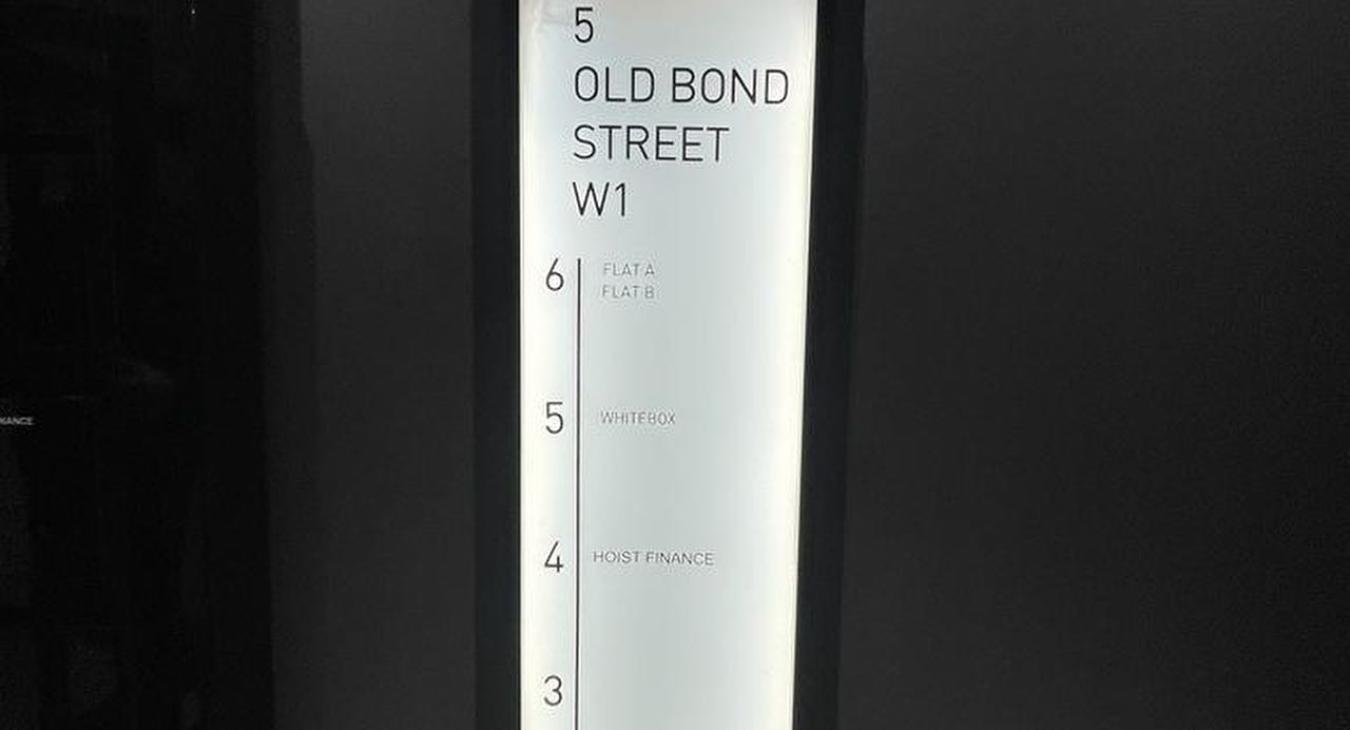 5
OLD BOND
STREET
W1
6 FLAT A
FLAT B
5 WHITEBOX
4 HOIST FINANCE
3